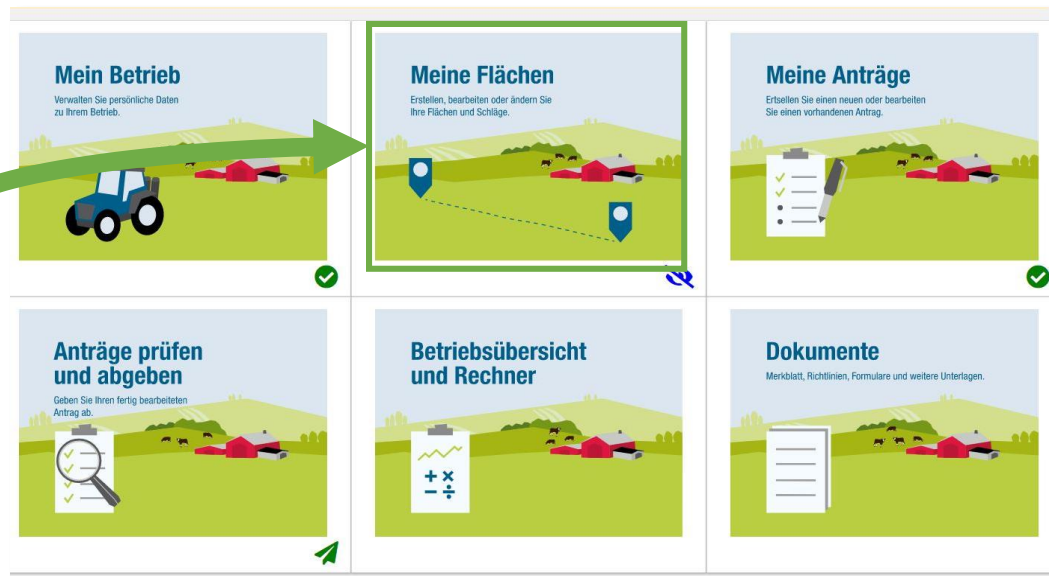 Mein Betrieb
Verwalten Sie persönliche Daten
zu Ihrem Betrieb.
Meine Flächen
Erstellen, bearbeiten oder ändern Sie
Ihre Flächen und Schläge.
Meine Anträge
Ertsellen Sie einen neuen oder bearbeiten
Sie einen vorhandenen Antrag.
Anträge prüfen
und abgeben
Geben Sie Ihren fertig bearbeiteten
Antrag ab.
Betriebsübersicht
und Rechner
Dokumente
Merkblatt, Richtlinien, Formulare und weitere Unterlagen.